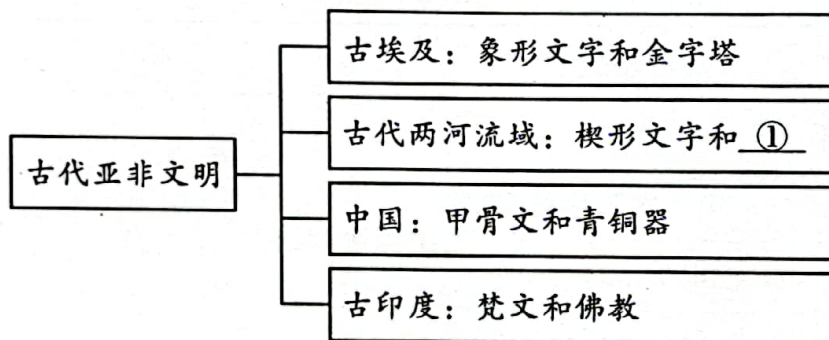 古埃及：象形文字和金字塔
古代两河流域：楔形文字和 ①
古代亚非文明
中国：甲骨文和青铜器
古印度：梵文和佛教